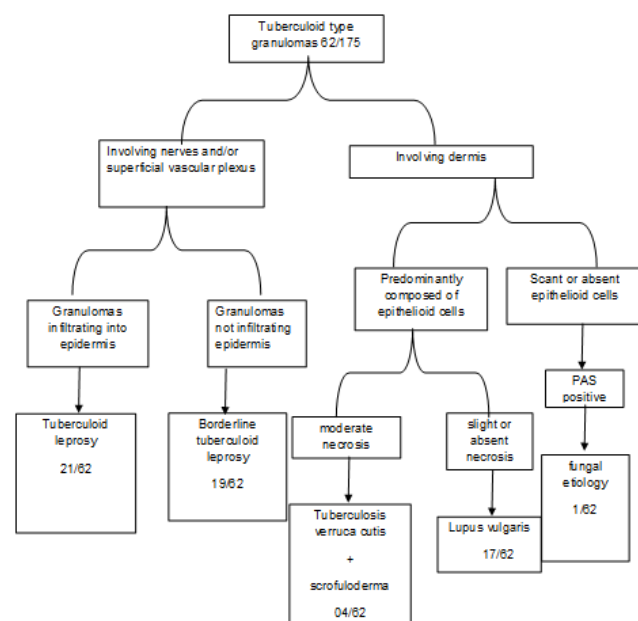 Tuberculoid type
granulomas 62/175
Involving nerves and/or
superficial vascular plexus
Involving dermis
Granulomas
infiltrating into
epidermis
Granulomas
not infiltrating
epidermis
Predominantly
composed of
epithelioid cells
Scant or absent
epithelioid cells
PAS
positive
Tuberculoid
leprosy
21/62
Borderline
tuberculoid
leprosy
19/62
moderate
necrosis
slight or
absent
necrosis
fungal
etiology
1/62
Tuberculosis
verruca cutis
+
scrofuloderma
04/62
Lupus vulgaris
17/62